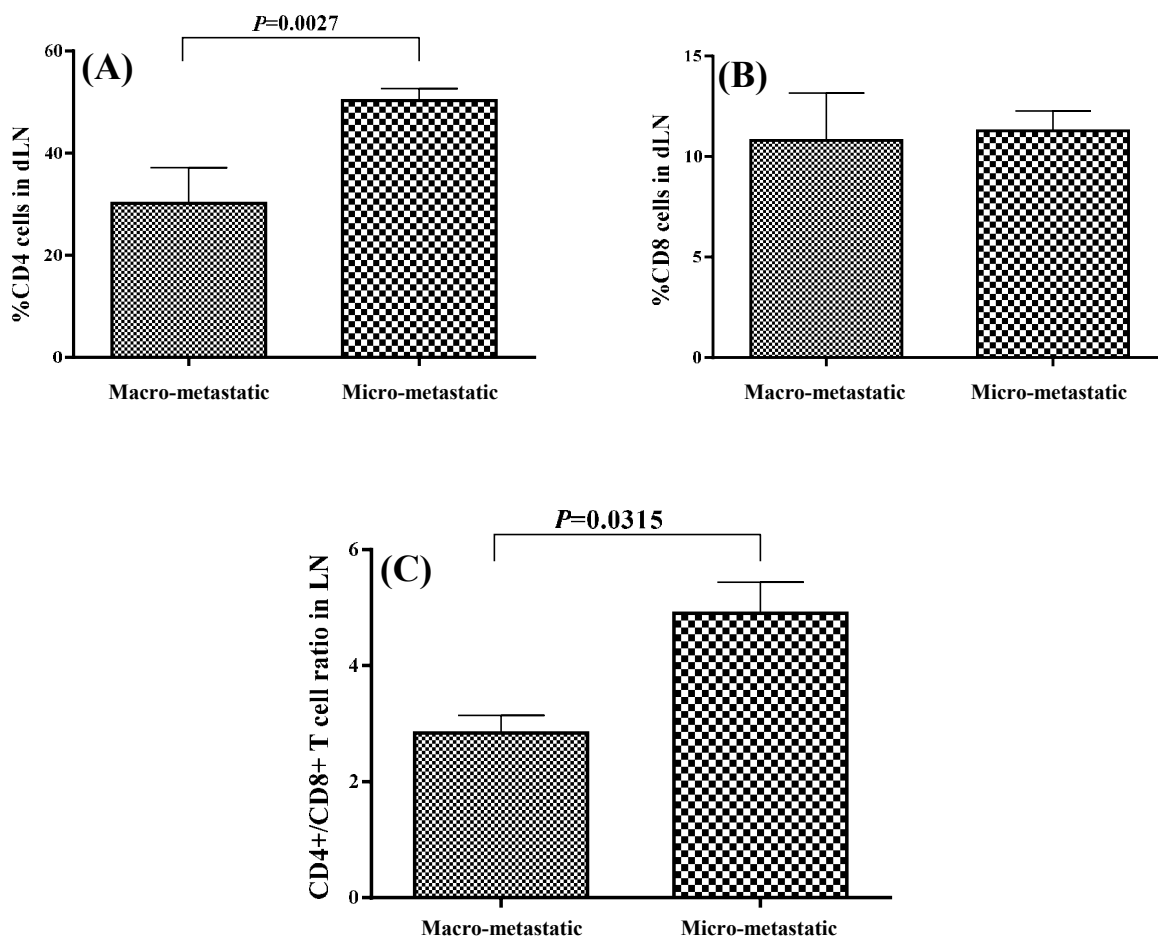 P=0.0027
(A)
%CD4 cells in dLN
60
40
20
0
Macro-metastatic Micro-metastatic
(B)
%CD8 cells in dLN
15
10
5
0
Macro-metastatic Micro-metastatic
P=0.0315
(C)
CD4+/CD8+ T cell ratio in LN
6
4
2
0
Macro-metastatic Micro-metastatic